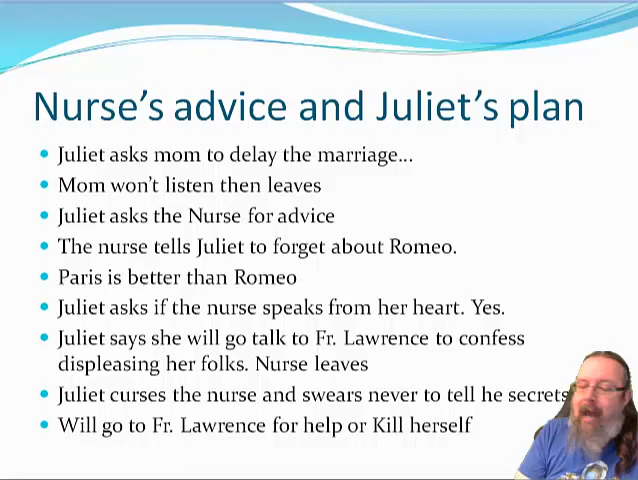 Nurse's advice and Juliet's plan
Juliet asks mom to delay the marriage...
Mom won't listen then leaves
Juliet asks the Nurse for advice
The nurse tells Juliet to forget about Romeo.
Paris is better than Romeo
Juliet asks if the nurse speaks from her heart. Yes.
Juliet says she will go talk to Fr. Lawrence to confess
displeasing her folks. Nurse leaves
Juliet curses the nurse and swears never to tell he secrets
Will go to Fr. Lawrence for help or Kill herself